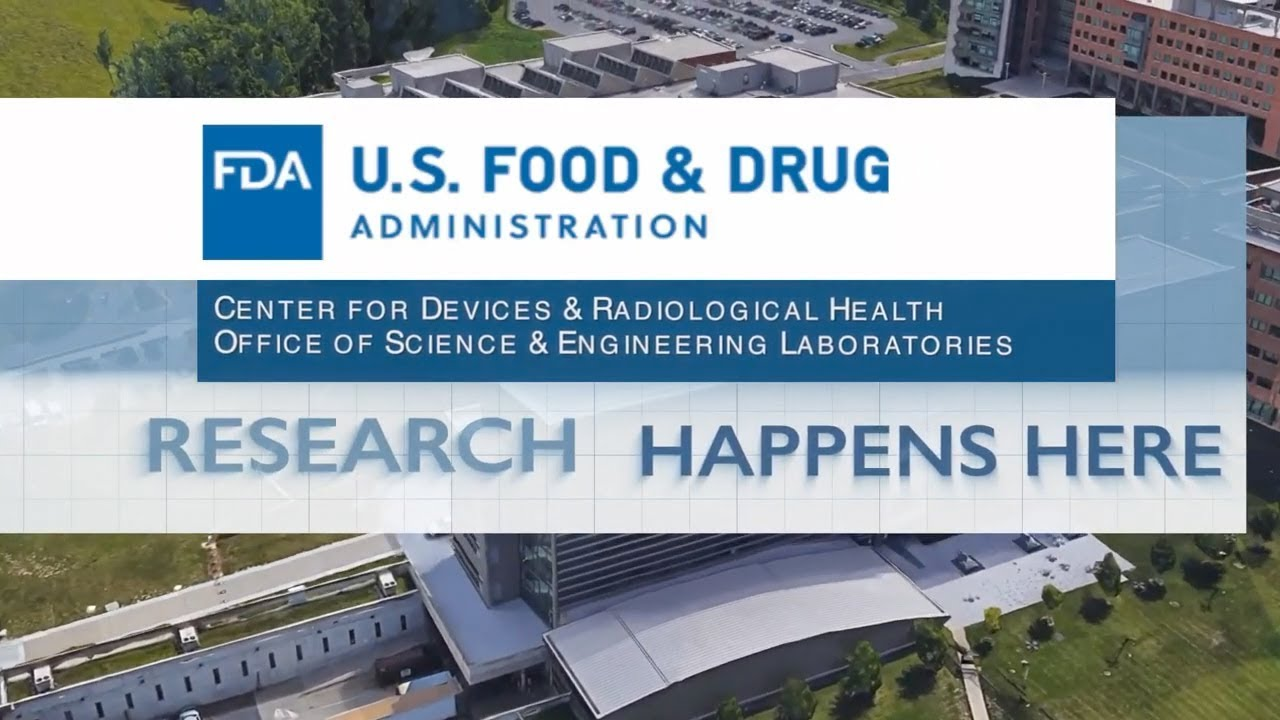 FDA
U.S. FOOD & DRUG
ADMINISTRATION
CENTER FOR DEVICES & RADIOLOGICAL HEALTH
OFFICE OF SCIENCE & ENGINEERING LABORATORIES
RESEARCH HAPPENS HERE